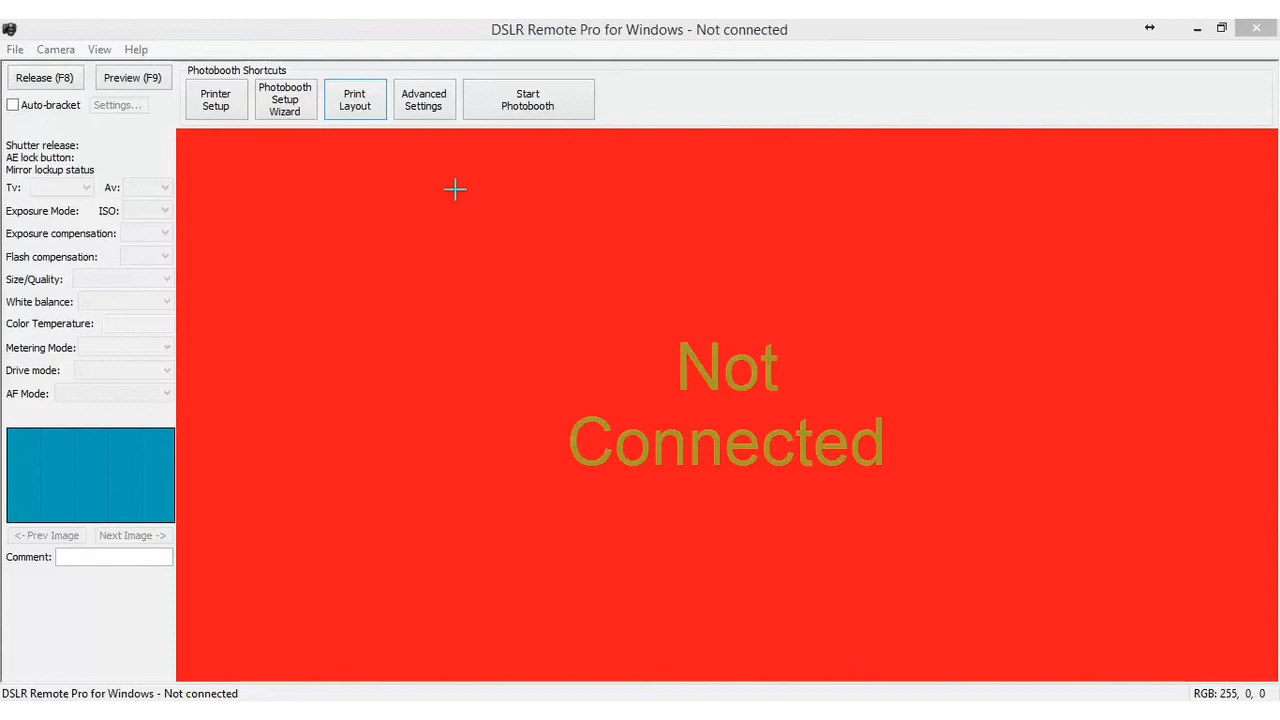 DSLR Remote Pro for Windows - Not connected
File Camera View Help
Release (F8) Preview (F9)
Auto-bracket Settings...
Photobooth Shortcuts
Printer
Setup
Photobooth
Setup
Wizard
Print
Layout
Advanced
Settings
Start
Photobooth
Shutter release:
AE lock button:
Mirror lockup status
Tv: Av:
Exposure Mode: ISO:
Exposure compensation:
Flash compensation:
Size/Quality:
White balance:
Color Temperature:
Metering Mode:
Drive mode:
AF Mode:
Not
Connected
<- Prev Image Next Image ->
Comment:
DSLR Remote Pro for Windows - Not connected
RGB: 255, 0, 0